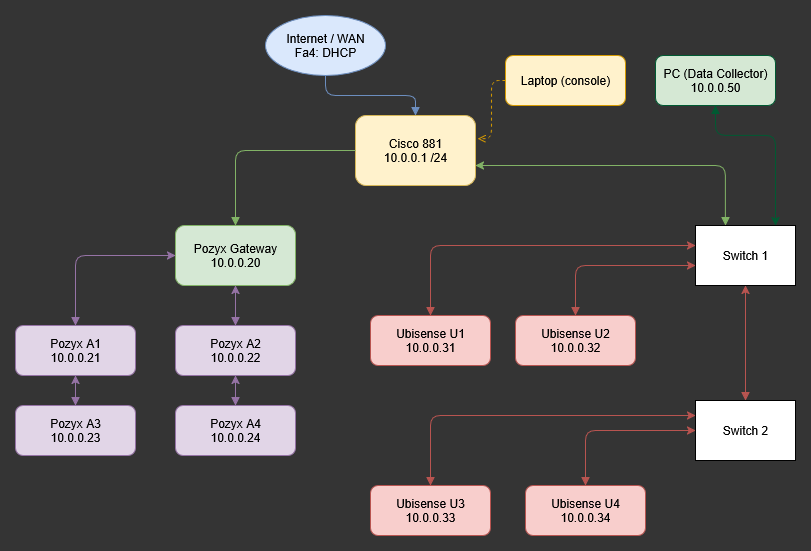 Internet / WAN
Fa4: DHCP
Laptop (console)
PC (Data Collector)
10.0.0.50
Cisco 881
10.0.0.1 /24
Pozyx Gateway
10.0.0.20
Switch 1
Pozyx A1
10.0.0.21
Pozyx A2
10.0.0.22
Ubisense U1
10.0.0.31
Ubisense U2
10.0.0.32
Pozyx A3
10.0.0.23
Pozyx A4
10.0.0.24
Switch 2
Ubisense U3
10.0.0.33
Ubisense U4
10.0.0.34